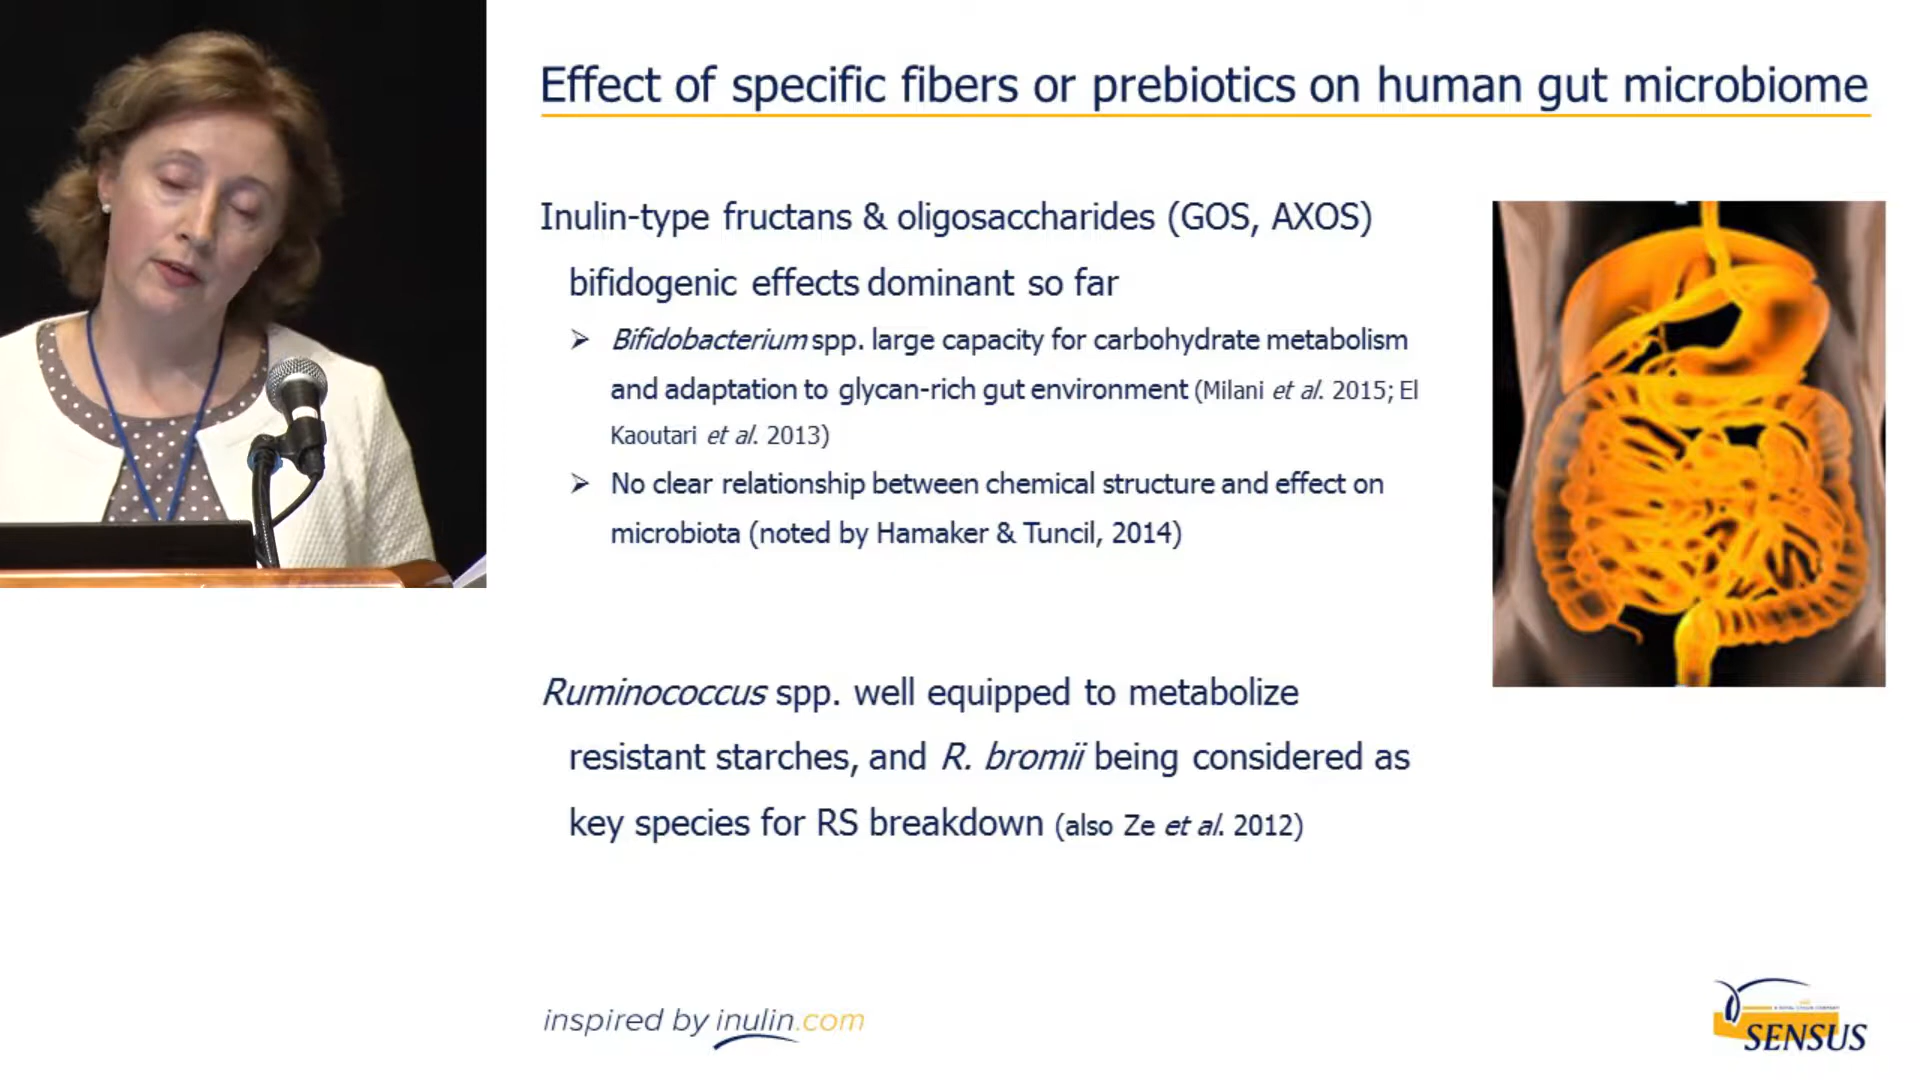 Effect of specific fibers or prebiotics on human gut microbiome
Inulin-type fructans & oligosaccharides (GOS, AXOS)
bifidogenic effects dominant so far
➢ Bifidobacterium spp. large capacity for carbohydrate metabolism
and adaptation to glycan-rich gut environment (Milani et al. 2015; El
Kaoutari et al. 2013)
➢ No clear relationship between chemical structure and effect on
microbiota (noted by Hamaker & Tuncil, 2014)
Ruminococcus spp. well equipped to metabolize
resistant starches, and R. bromii being considered as
key species for RS breakdown (also Ze et al. 2012)
inspired by inulin.com
SENSUS